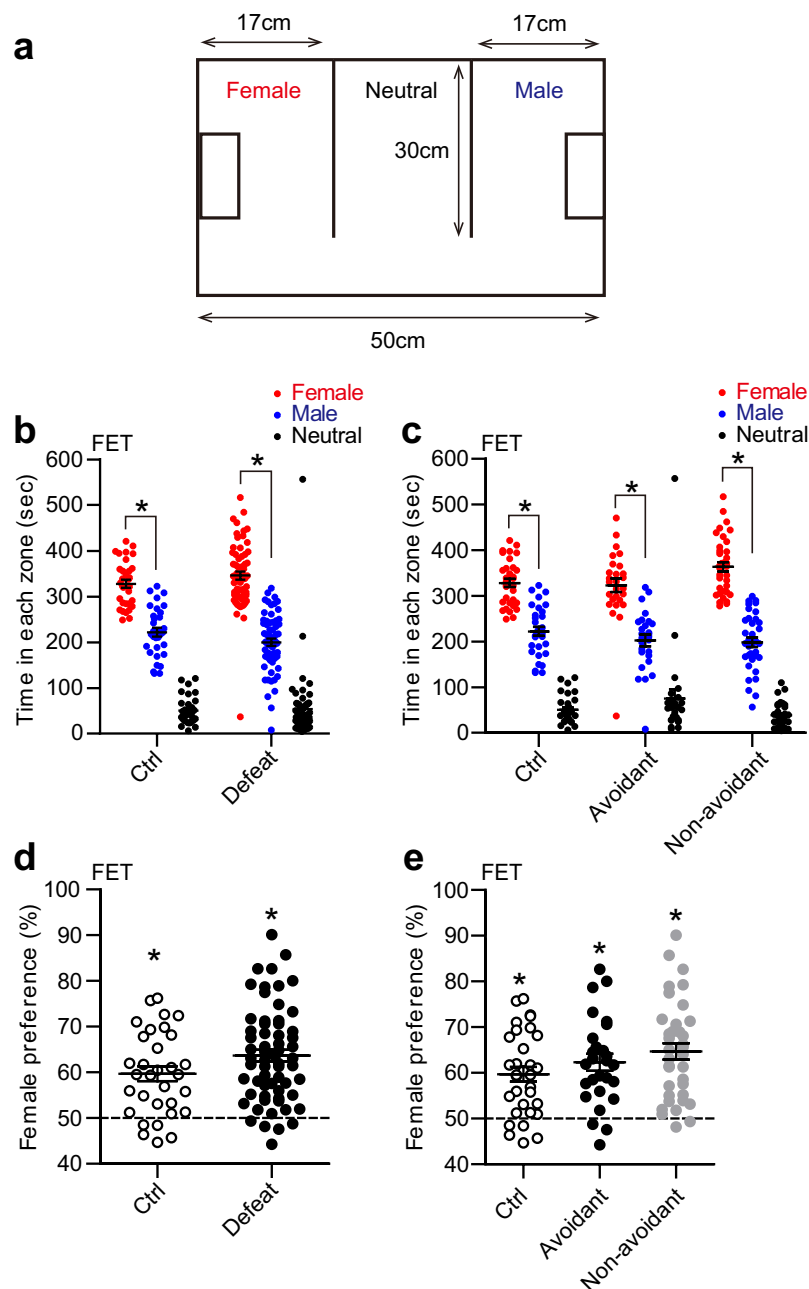 a
17cm 17cm
Female Neutral Male
30cm
50cm
b
Female
Male
Neutral
FET
*
*
Time in each zone (sec)
600
500
400
300
200
100
0
Ctrl
Defeat
c
Female
Male
Neutral
FET
*
*
*
Time in each zone (sec)
600
500
400
300
200
100
0
Ctrl
Avoidant
Non-avoidant
d
FET
*
*
Female preference (%)
100
90
80
70
60
50
40
Ctrl
Defeat
e
FET
*
*
*
Female preference (%)
100
90
80
70
60
50
40
Ctrl
Avoidant
Non-avoidant